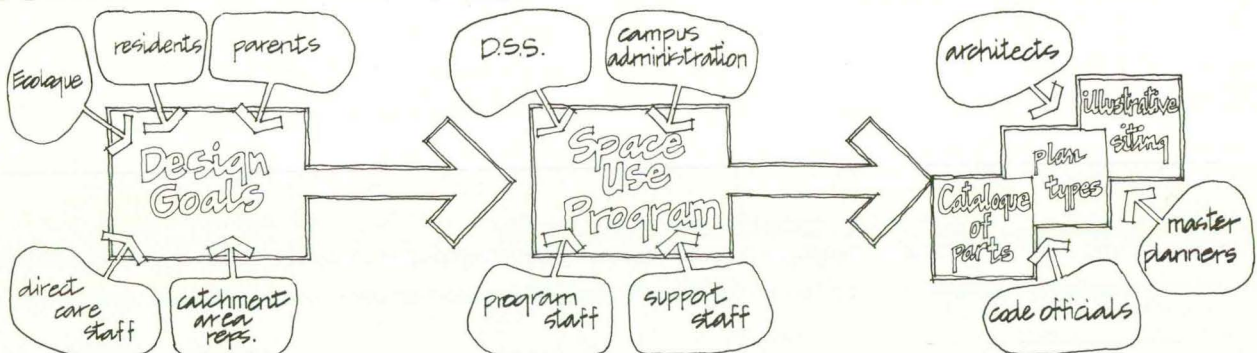 Ecologue
residents
parents
Design
Goals
direct
care
staff
catchment
area
reps.
D.S.S.
campus
administration
Space
Use
Program
program
staff
support
staff
architects
illustrative
siting
plan
types
Catalogue
of
parts
master
planners
code officials